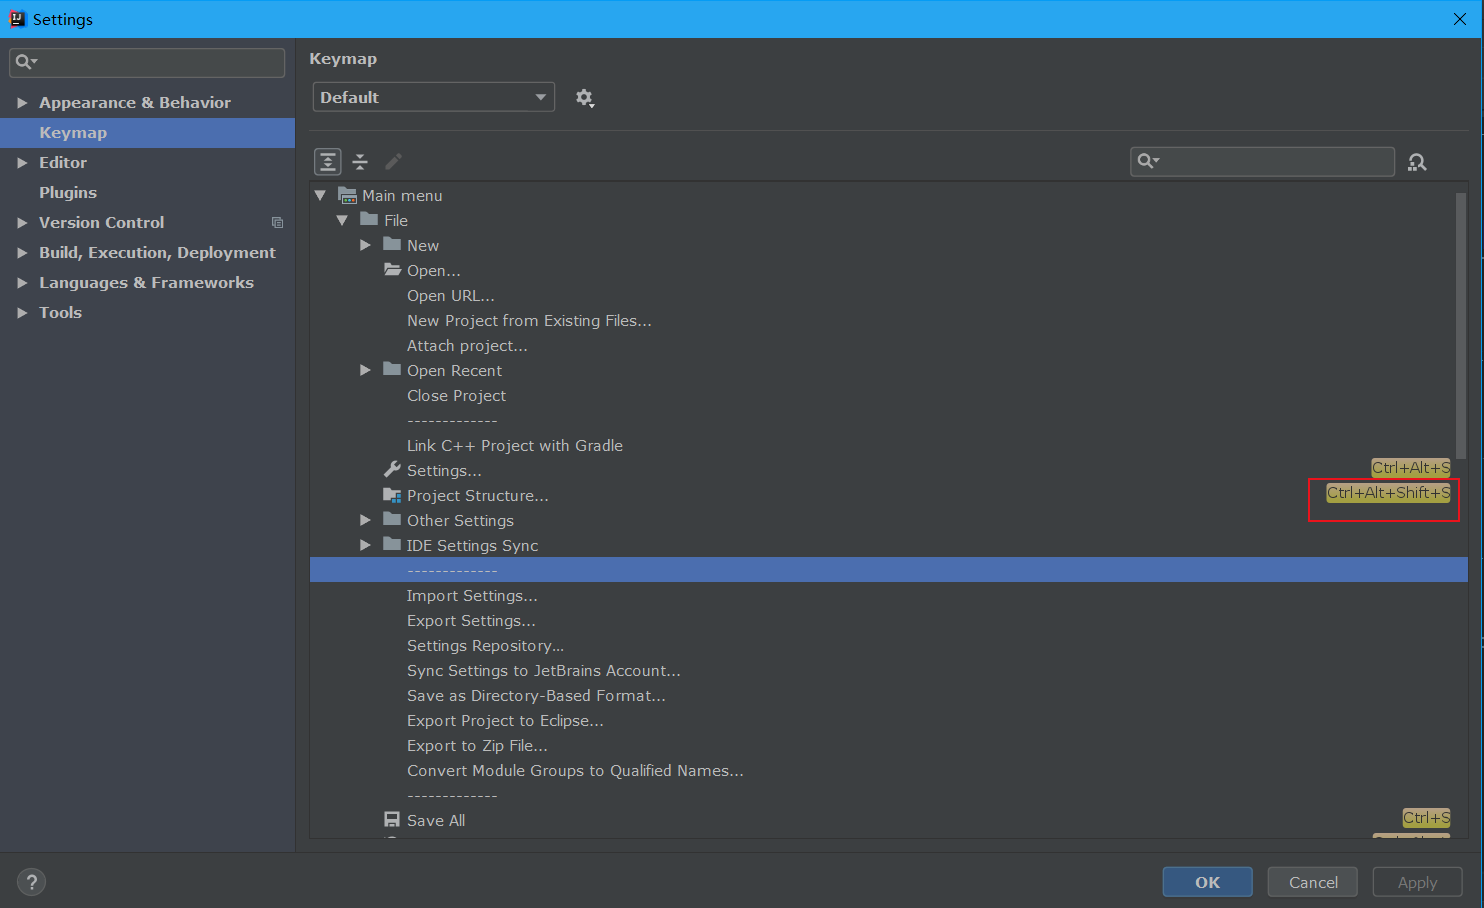 Settings
Appearance & Behavior
Keymap
Editor
Plugins
Version Control
Build, Execution, Deployment
Languages & Frameworks
Tools
Keymap
Default
Main menu
File
New
Open...
Open URL...
New Project from Existing Files...
Attach project...
Open Recent
Close Project
-------------
Link C++ Project with Gradle
Settings... Ctrl+Alt+S
Project Structure... Ctrl+Alt+Shift+S
Other Settings
IDE Settings Sync
-------------
Import Settings...
Export Settings...
Settings Repository...
Sync Settings to JetBrains Account...
Save as Directory-Based Format...
Export Project to Eclipse...
Export to Zip File...
Convert Module Groups to Qualified Names...
-------------
Save All Ctrl+S
?
OK Cancel Apply